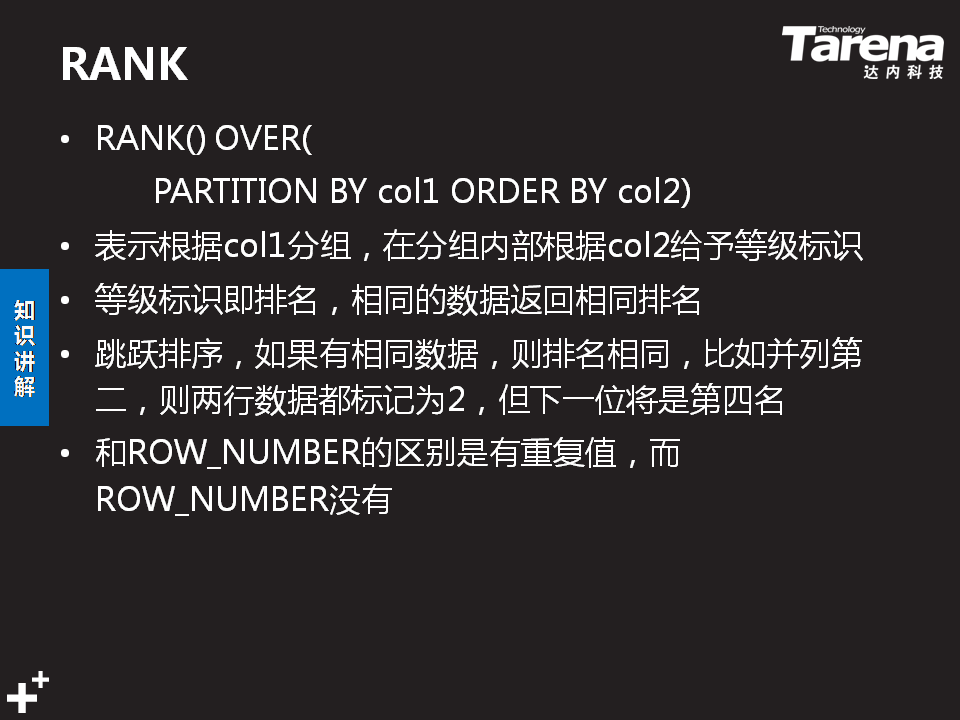 RANK
Technology
Tarena
达内科技
• RANK() OVER(
PARTITION BY col1 ORDER BY col2)
• 表示根据col1分组，在分组内部根据col2给予等级标识
• 等级标识即排名，相同的数据返回相同排名
• 跳跃排序，如果有相同数据，则排名相同，比如并列第
二，则两行数据都标记为2，但下一位将是第四名
• 和ROW_NUMBER的区别是有重复值，而
ROW_NUMBER没有
知识讲解